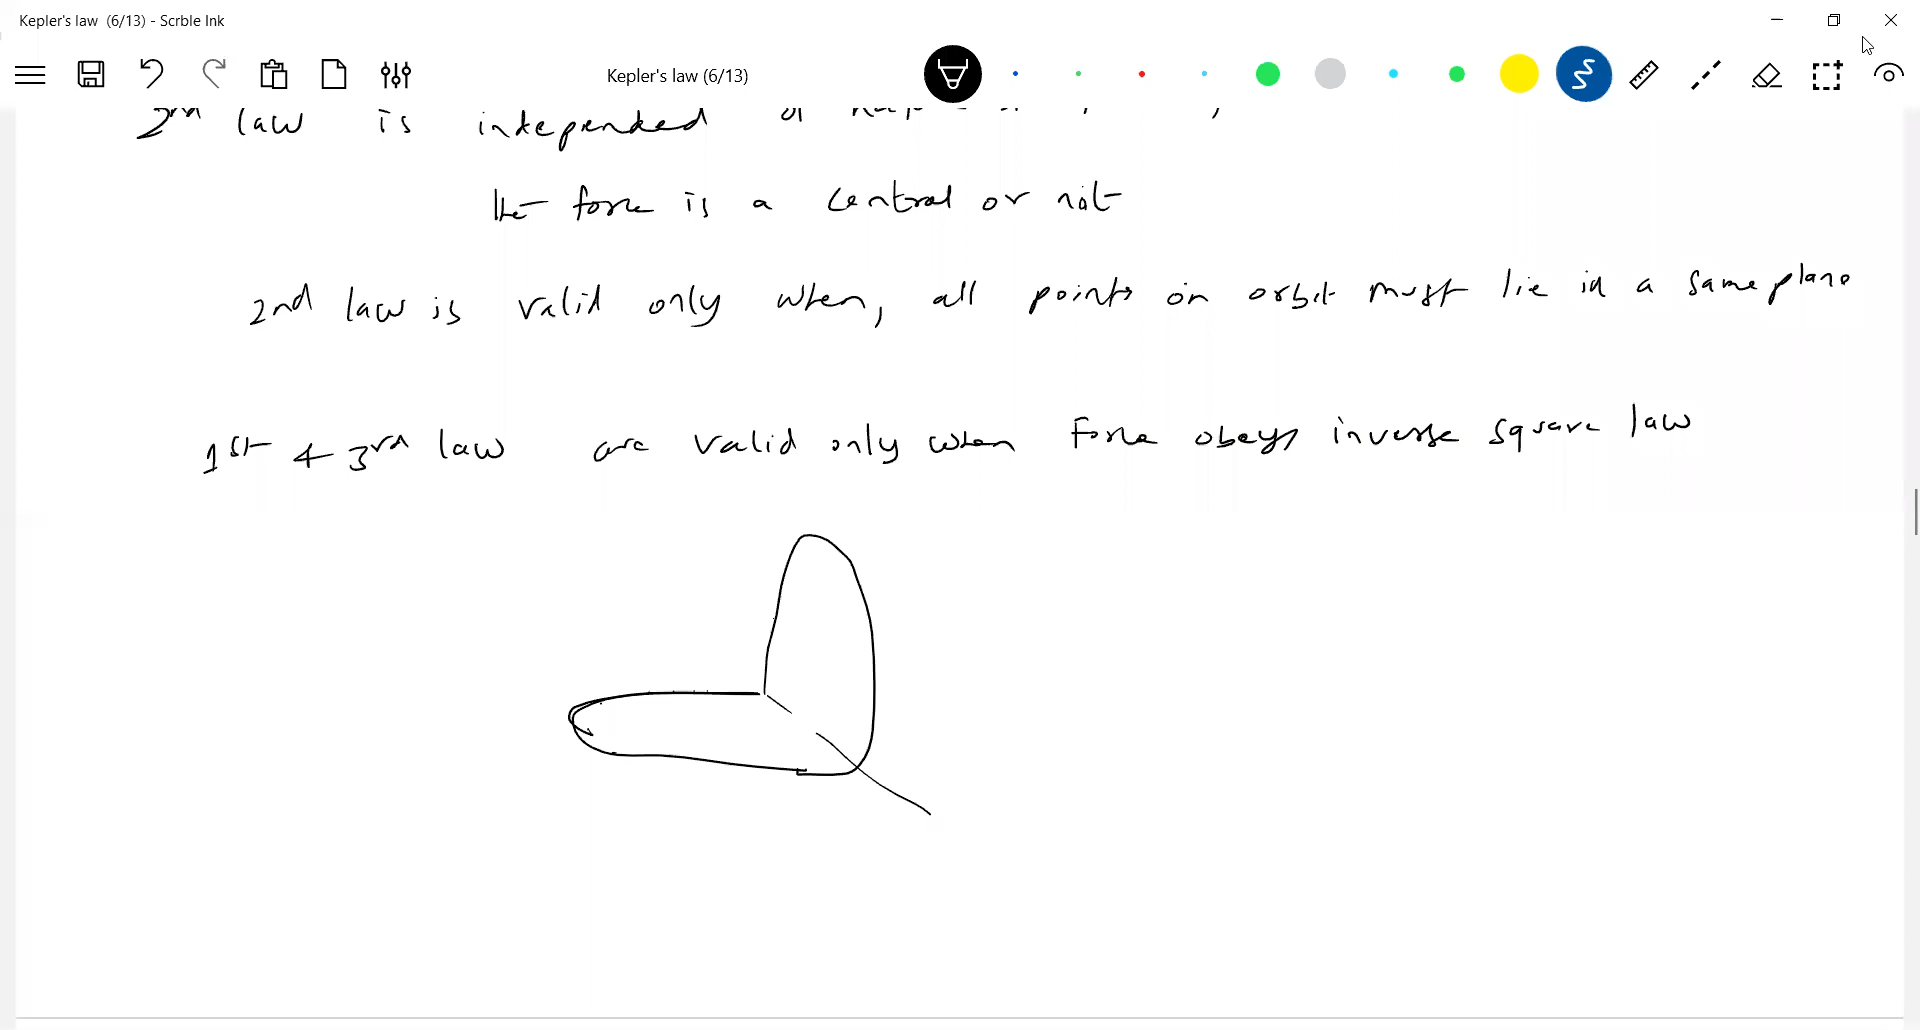 Kepler's law (6/13) - Scrble Ink
Kepler's law (6/13)
2nd law is independed of
the force is a central or not
2nd law is valid only when, all points on orbit must lie in a same plane
1st & 3rd law are valid only when Force obeys inverse square law